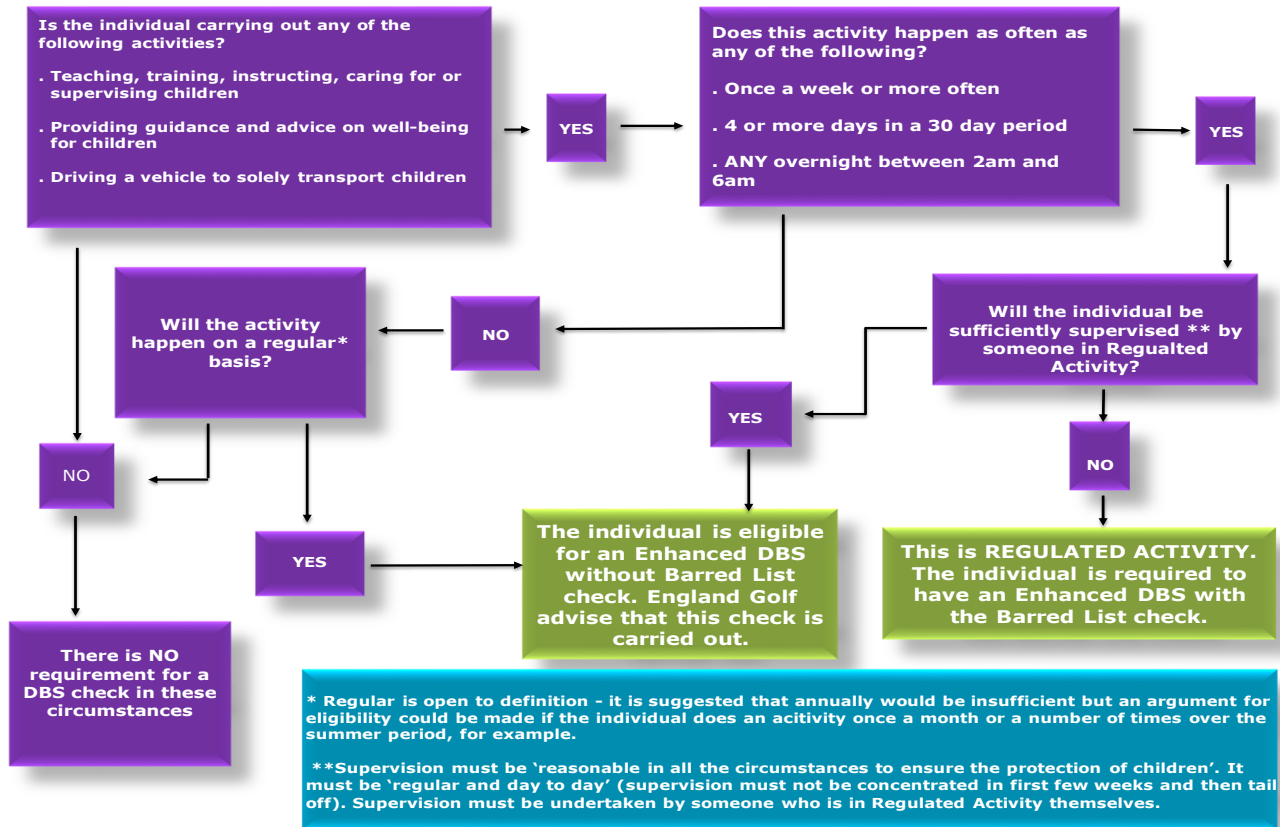 Is the individual carrying out any of the
following activities?
. Teaching, training, instructing, caring for or
supervising children
. Providing guidance and advice on well-being
for children
. Driving a vehicle to solely transport children
YES
Does this activity happen as often as
any of the following?
. Once a week or more often
. 4 or more days in a 30 day period
. ANY overnight between 2am and
6am
YES
Will the activity
happen on a regular*
basis?
NO
Will the individual be
sufficiently supervised ** by
someone in Regualted
Activity?
YES
NO
NO
YES
The individual is eligible
for an Enhanced DBS
without Barred List
check. England Golf
advise that this check is
carried out.
This is REGULATED ACTIVITY.
The individual is required to
have an Enhanced DBS with
the Barred List check.
There is NO
requirement for a
DBS check in these
circumstances
* Regular is open to definition - it is suggested that annually would be insufficient but an argument for
eligibility could be made if the individual does an acitivity once a month or a number of times over the
summer period, for example.
**Supervision must be ‘reasonable in all the circumstances to ensure the protection of children’. It
must be ‘regular and day to day’ (supervision must not be concentrated in first few weeks and then tail
off). Supervision must be undertaken by someone who is in Regulated Activity themselves.